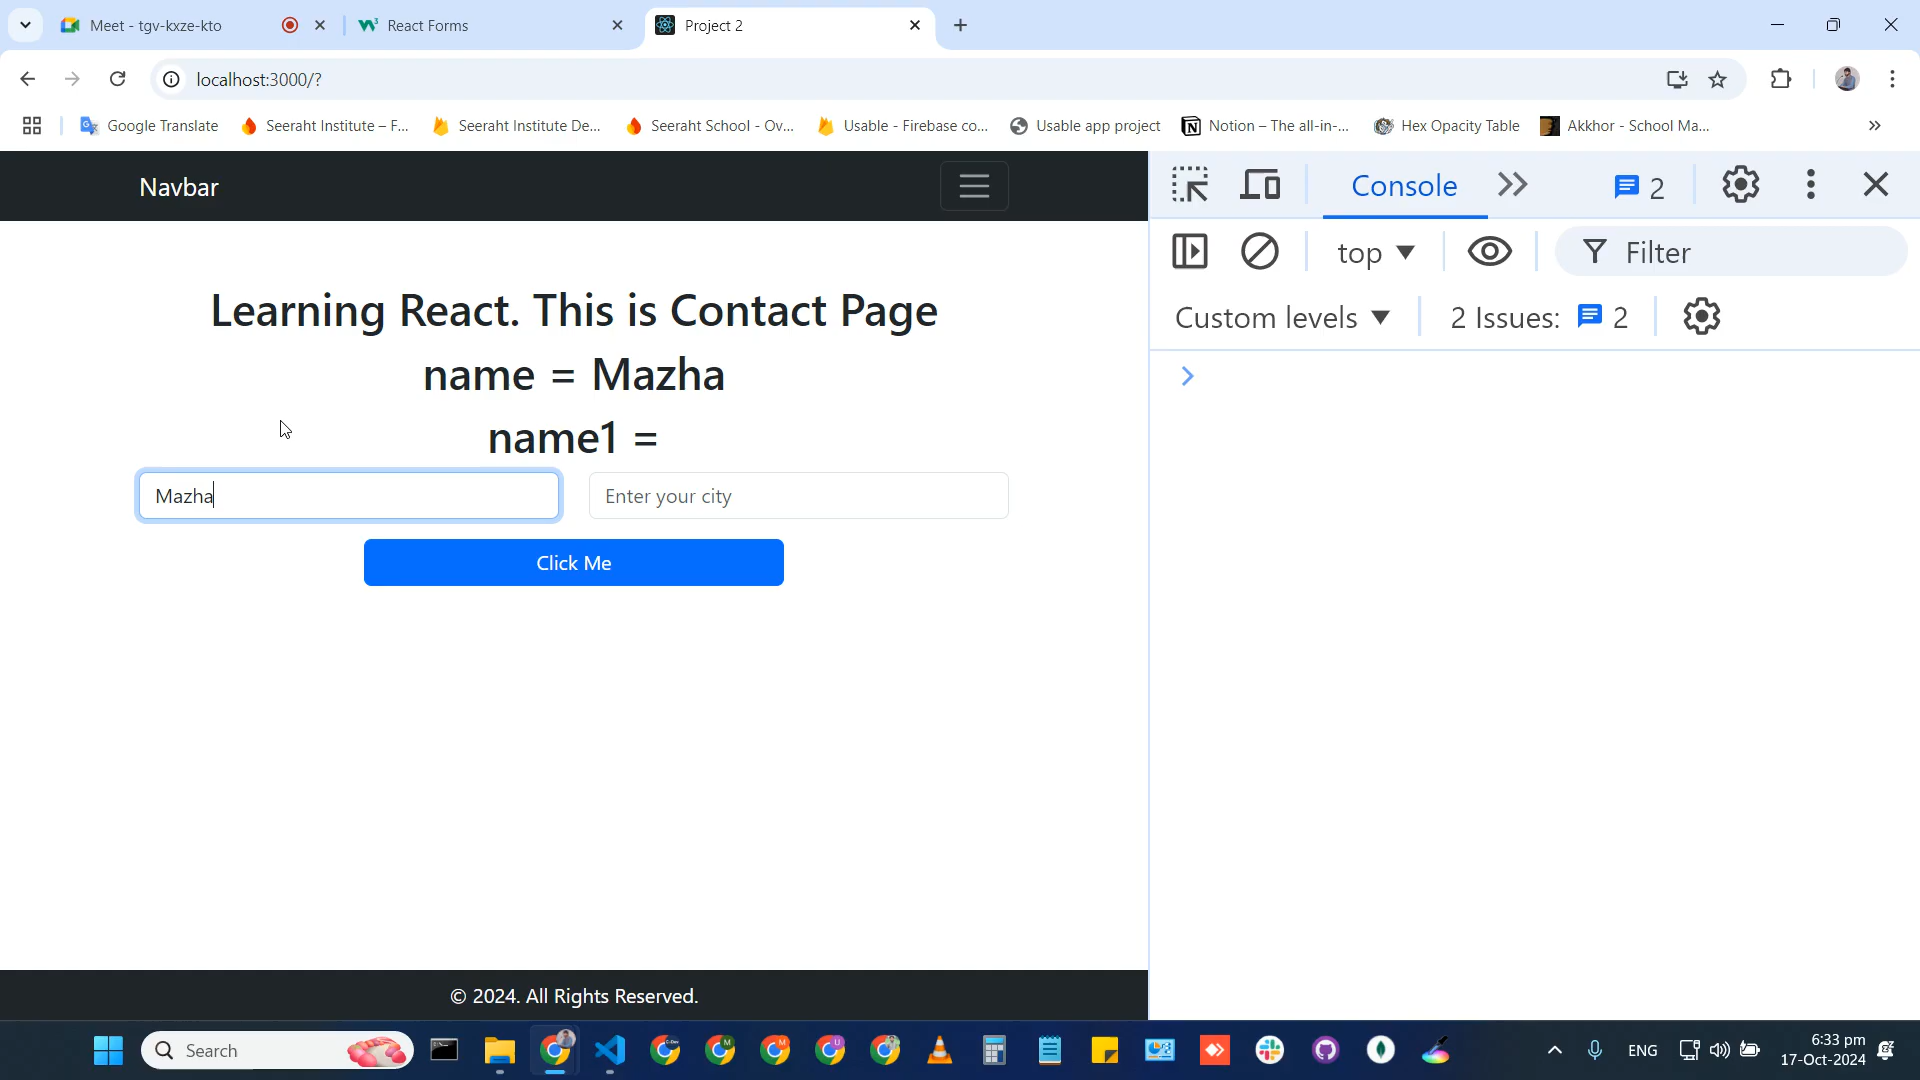 Meet - tgv-kxze-kto
React Forms
Project 2
localhost:3000/?
Google Translate
Seeraht Institute – F...
Seeraht Institute De...
Seeraht School - Ov...
Usable - Firebase co...
Usable app project
Notion – The all-in-...
Hex Opacity Table
Akkhor - School Ma...
Navbar
Console
2
top
Filter
Custom levels
2 Issues:
2
Learning React. This is Contact Page
name = Mazha
name1 =
Mazha
Enter your city
Click Me
© 2024. All Rights Reserved.
Search
ENG
6:33 pm
17-Oct-2024